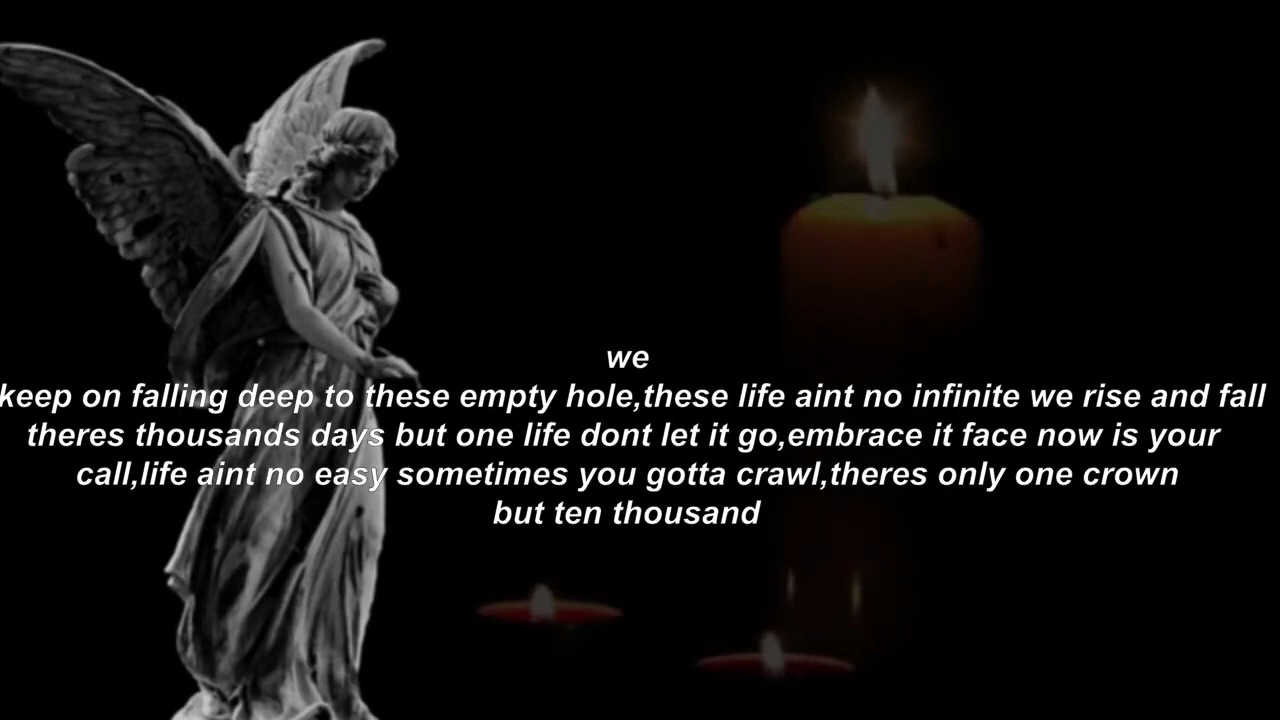 we
keep on falling deep to these empty hole,these life aint no infinite we rise and fall
theres thousands days but one life dont let it go,embrace it face now is your
call,life aint no easy sometimes you gotta crawl,theres only one crown
but ten thousand